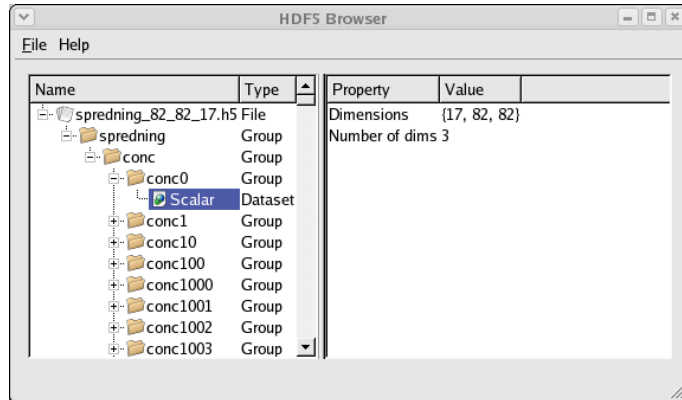 HDF5 Browser
File Help
Name Type Property Value
spredning_82_82_17.h5 File Dimensions {17, 82, 82}
spredning Group Number of dims 3
conc Group
conc0 Group
Scalar Dataset
conc1 Group
conc10 Group
conc100 Group
conc1000 Group
conc1001 Group
conc1002 Group
conc1003 Group